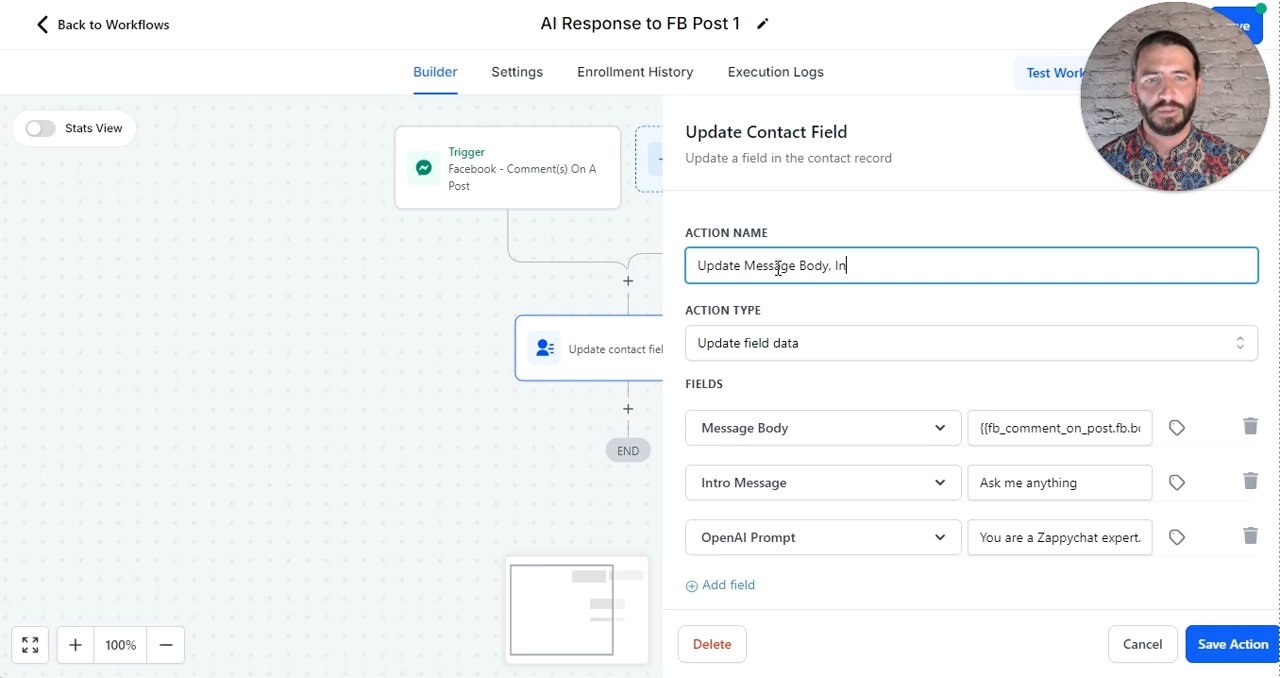 Back to Workflows
AI Response to FB Post 1
Builder
Settings
Enrollment History
Execution Logs
Test Work
Stats View
Trigger
Facebook - Comment(s) On A
Post
Update contact fiel
END
100%
Update Contact Field
Update a field in the contact record
ACTION NAME
Update Message Body, In
ACTION TYPE
Update field data
FIELDS
Message Body
{{fb_comment_on_post.fb.bo
Intro Message
Ask me anything
OpenAI Prompt
You are a Zappychat expert.
Add field
Delete
Cancel
Save Action